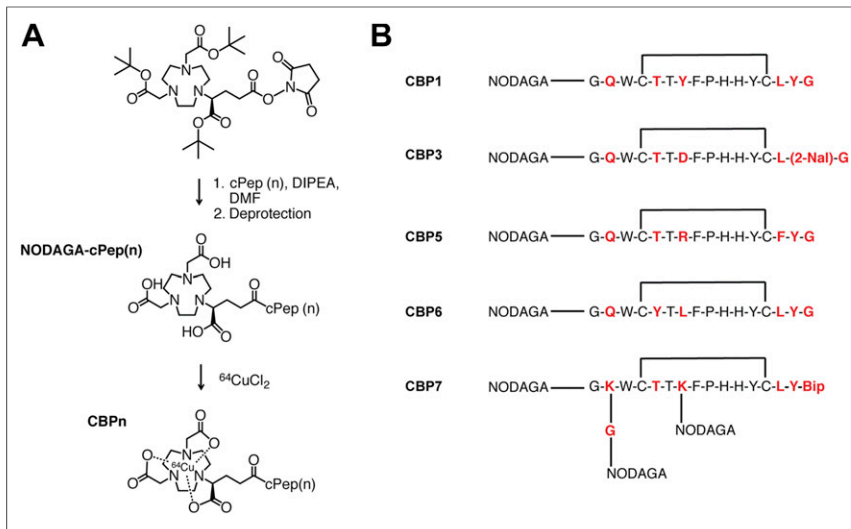 A
O
O
O
N
O
O
O
N
N
O
N
O
O
O
1. cPep (n), DIPEA,
DMF
2. Deprotection
NODAGA-cPep(n)
O
OH
OH
N
O
O
N
N
cPep (n)
HO
O
⁶⁴CuCl₂
CBPn
O
O
O
N
O
O
⁶⁴Cu
N
N
cPep(n)
O
O
B
CBP1 NODAGA G-Q-W-C-T-T-Y-F-P-H-H-Y-C-L-Y-G
CBP3 NODAGA G-Q-W-C-T-T-D-F-P-H-H-Y-C-L-(2-Nal)-G
CBP5 NODAGA G-Q-W-C-T-T-R-F-P-H-H-Y-C-F-Y-G
CBP6 NODAGA G-Q-W-C-Y-T-L-F-P-H-H-Y-C-L-Y-G
CBP7 NODAGA G-K-W-C-T-T-K-F-P-H-H-Y-C-L-Y-Bip
G NODAGA
NODAGA